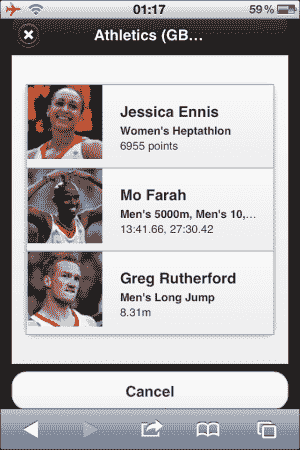 01:17
59 %
Athletics (GB...
Jessica Ennis
Women's Heptathlon
6955 points
Mo Farah
Men's 5000m, Men's 10,...
13:41.66, 27:30.42
Greg Rutherford
Men's Long Jump
8.31m
Cancel